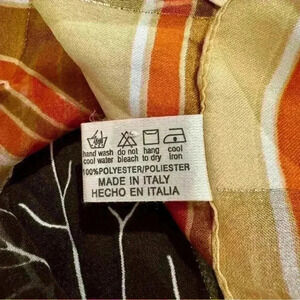 hand wash do not hang cool
cool water bleach to dry iron
100%POLYESTER/POLIESTER
MADE IN ITALY
HECHO EN ITALIA